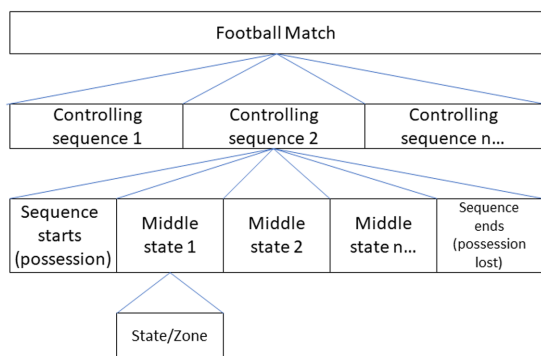 Football Match
Controlling
sequence 1
Controlling
sequence 2
Controlling
sequence n...
Sequence
starts
(possession)
Middle
state 1
Middle
state 2
Middle
state n...
Sequence
ends
(possession
lost)
State/Zone